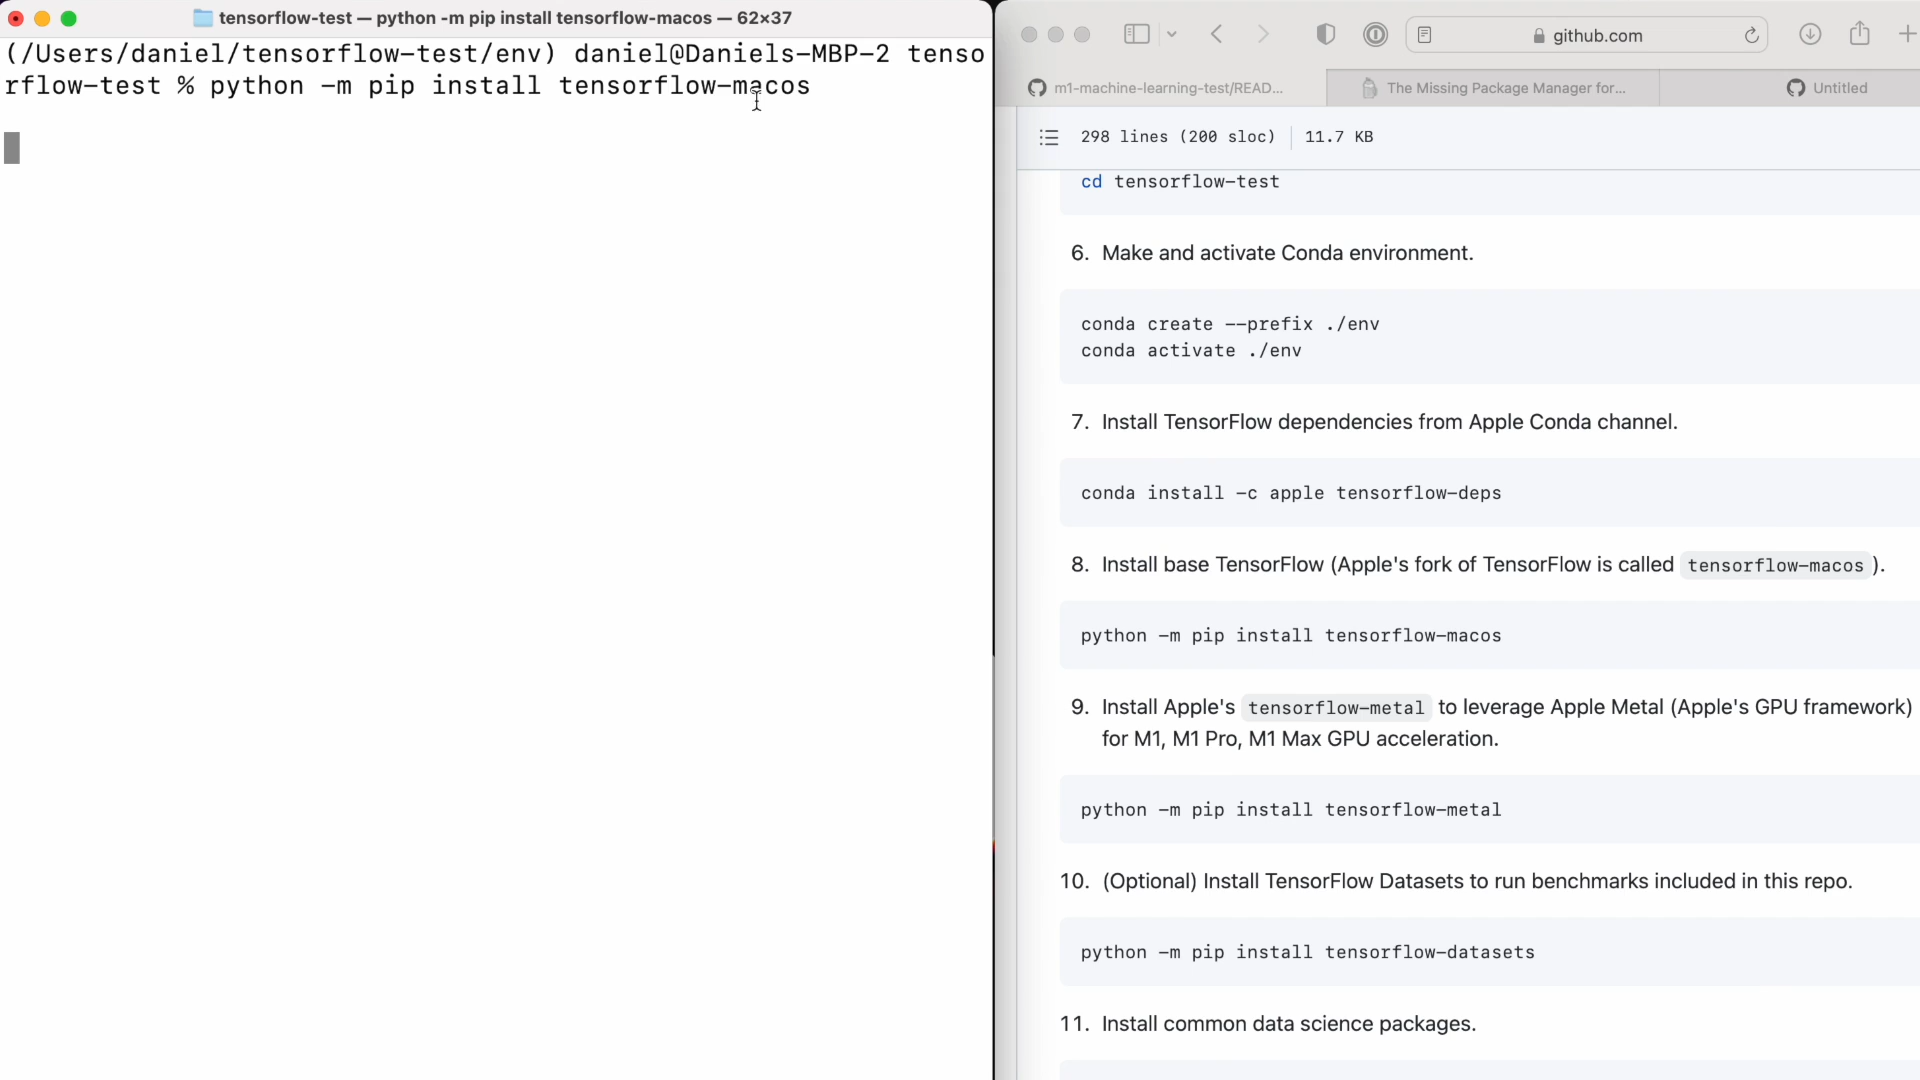 tensorflow-test — python -m pip install tensorflow-macos — 62×37
(/Users/daniel/tensorflow-test/env) daniel@Daniels-MBP-2 tenso
rflow-test % python -m pip install tensorflow-macos
github.com
m1-machine-learning-test/READ...
The Missing Package Manager for...
Untitled
298 lines (200 sloc) 11.7 KB
cd tensorflow-test
6. Make and activate Conda environment.
conda create --prefix ./env
conda activate ./env
7. Install TensorFlow dependencies from Apple Conda channel.
conda install -c apple tensorflow-deps
8. Install base TensorFlow (Apple's fork of TensorFlow is called tensorflow-macos ).
python -m pip install tensorflow-macos
9. Install Apple's tensorflow-metal to leverage Apple Metal (Apple's GPU framework)
for M1, M1 Pro, M1 Max GPU acceleration.
python -m pip install tensorflow-metal
10. (Optional) Install TensorFlow Datasets to run benchmarks included in this repo.
python -m pip install tensorflow-datasets
11. Install common data science packages.